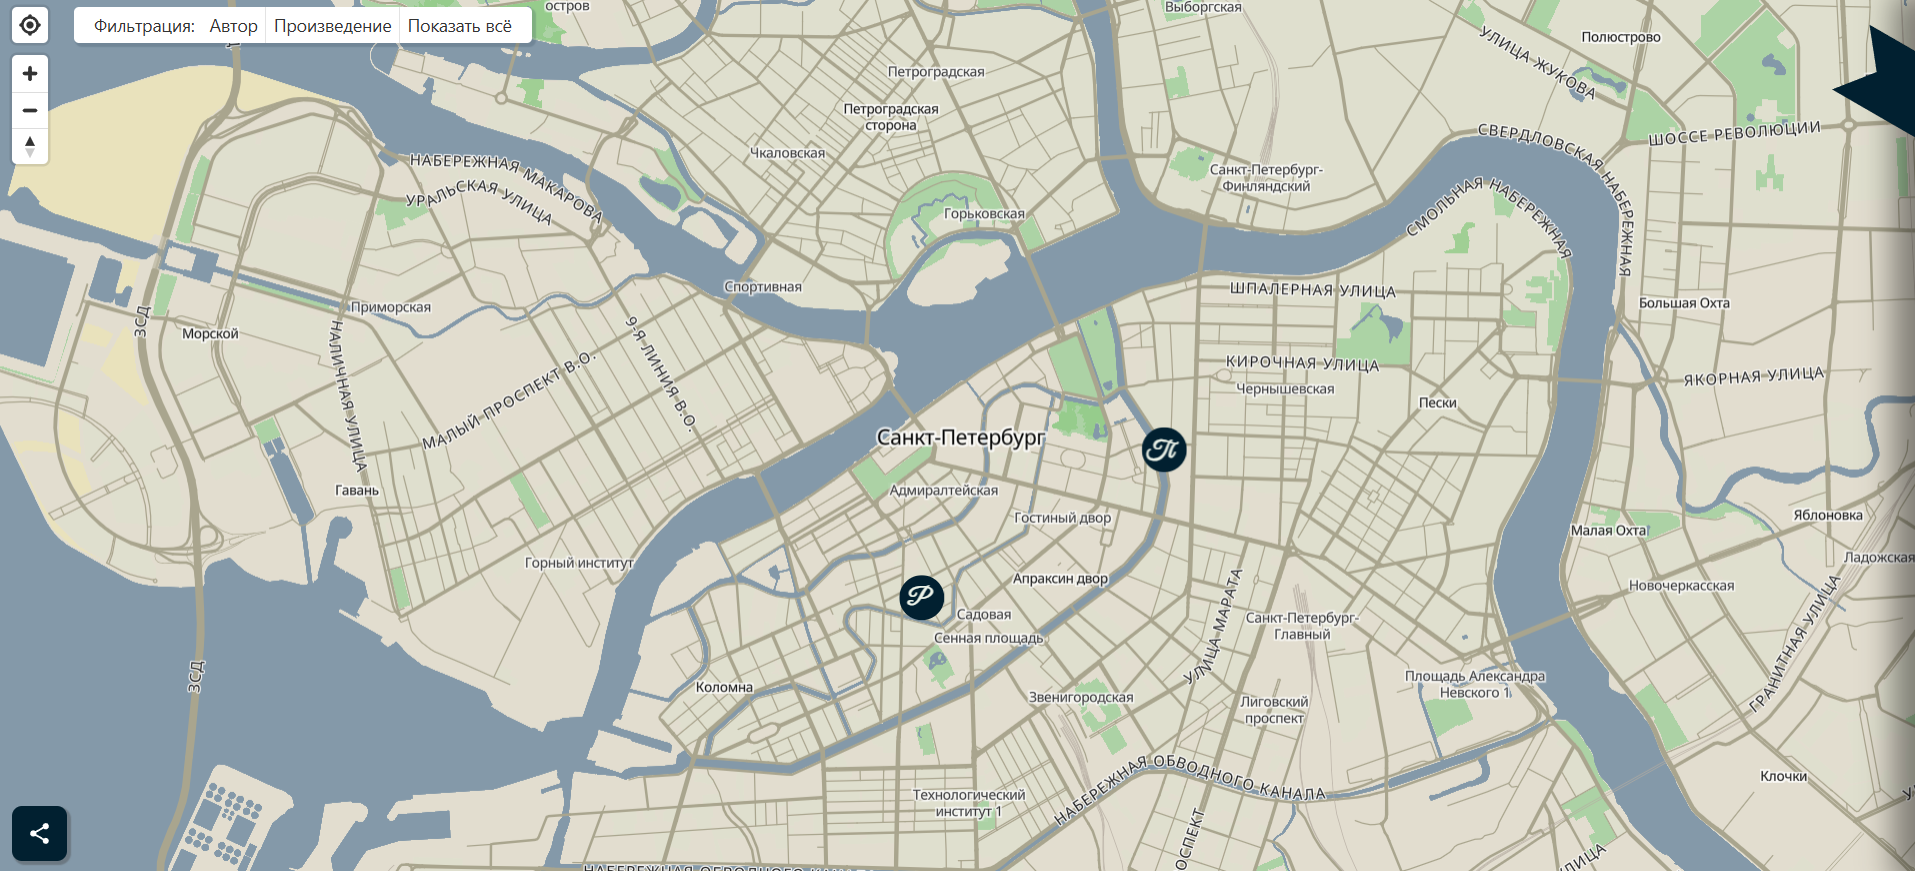 остров
Выборгская
Фильтрация: Автор Произведение Показать всё
Полюстрово
УЛИЦА ЖУКОВА
Петроградская
Петроградская
сторона
ШОССЕ РЕВОЛЮЦИИ
СВЕРДЛОВСКАЯ НАБЕРЕЖНАЯ
Чкаловская
НАБЕРЕЖНАЯ МАКАРОВА
УРАЛЬСКАЯ УЛИЦА
Санкт-Петербург-
Финляндский
СМОЛЬНАЯ НАБЕРЕЖНАЯ
Горьковская
Спортивная
ШПАЛЕРНАЯ УЛИЦА
Большая Охта
Приморская
ЗСД
Морской
НАЛИЧНАЯ УЛИЦА
9-Я ЛИНИЯ В.О.
МАЛЫЙ ПРОСПЕКТ В.О.
КИРОЧНАЯ УЛИЦА
Чернышевская
ЯКОРНАЯ УЛИЦА
Пески
Санкт-Петербург
П
Гавань
Адмиралтейская
Гостиный двор
Яблоновка
Малая Охта
Ладожская
Горный институт
Апраксин двор
Новочеркасская
Р
Садовая
Сенная площадь
УЛИЦА МАРАТА
Санкт-Петербург-
Главный
ГРАНИТНАЯ УЛИЦА
ЗСД
Коломна
Звенигородская
Площадь Александра
Невского 1
Лиговский
проспект
НАБЕРЕЖНАЯ ОБВОДНОГО КАНАЛА
Клочки
Технологический
институт 1
ОСПЕКТ
УЛИЦА
НАБЕРЕЖНАЯ ОБВОДНОГО